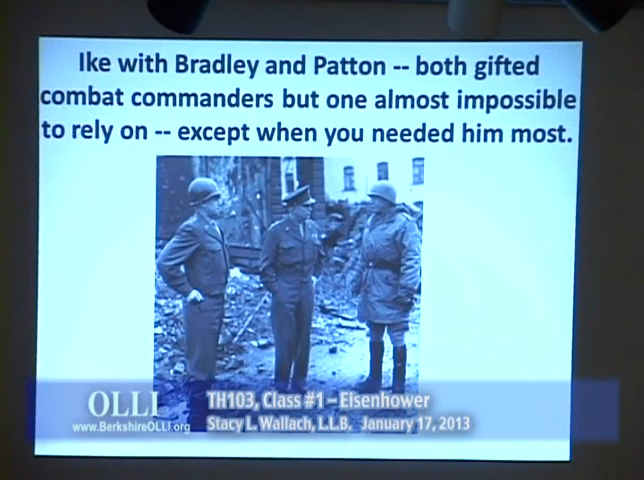 Ike with Bradley and Patton -- both gifted
combat commanders but one almost impossible
to rely on -- except when you needed him most.
OLLI
www.BerkshireOLLI.org
TH103, Class #1 – Eisenhower
Stacy L. Wallach, L.L.B. January 17, 2013